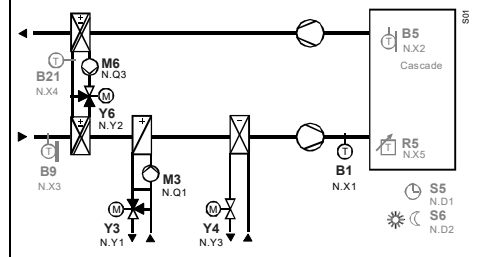 S01
B5
N.X2
Cascade
T
B21
N.X4
M6
N.Q3
M
Y6
N.Y2
T
B9
N.X3
M3
N.Q1
T
B1
N.X1
T
R5
N.X5
M
Y3
N.Y1
M
Y4
N.Y3
S5
N.D1
S6
N.D2
T